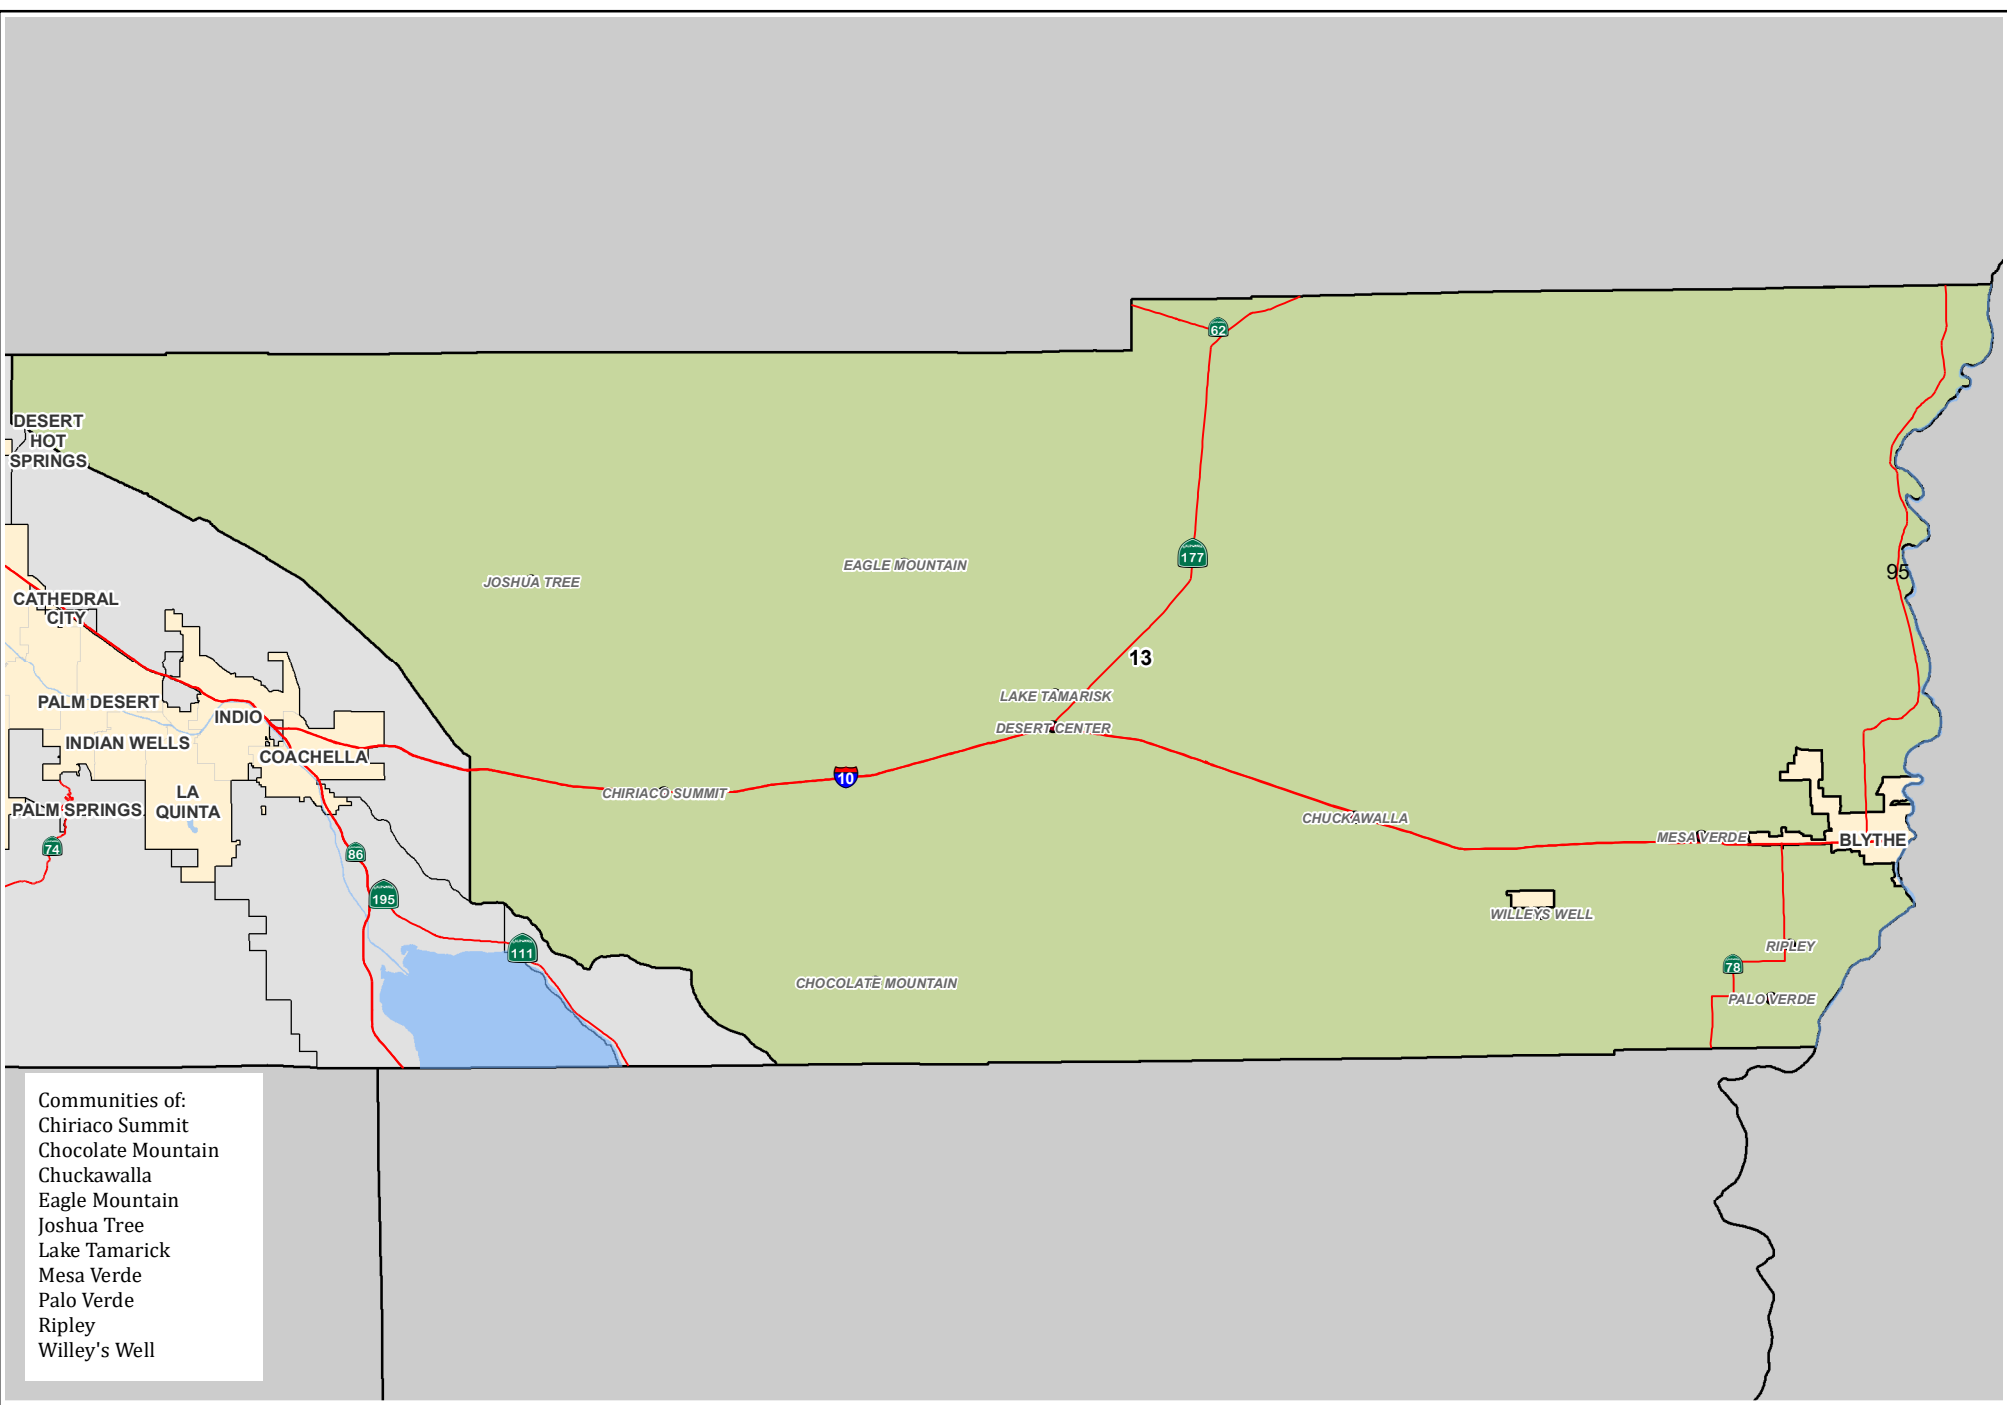 62
DESERT
HOT
SPRINGS
177
EAGLE MOUNTAIN
95
JOSHUA TREE
CATHEDRAL
CITY
13
LAKE TAMARISK
PALM DESERT
INDIO
DESERT CENTER
INDIAN WELLS
COACHELLA
10
LA
QUINTA
CHIRIACO SUMMIT
PALM SPRINGS
CHUCKAWALLA
MESA VERDE
BLYTHE
74
86
195
WILLEYS WELL
111
RIPLEY
78
CHOCOLATE MOUNTAIN
PALO VERDE
Communities of:
Chiriaco Summit
Chocolate Mountain
Chuckawalla
Eagle Mountain
Joshua Tree
Lake Tamarick
Mesa Verde
Palo Verde
Ripley
Willey's Well